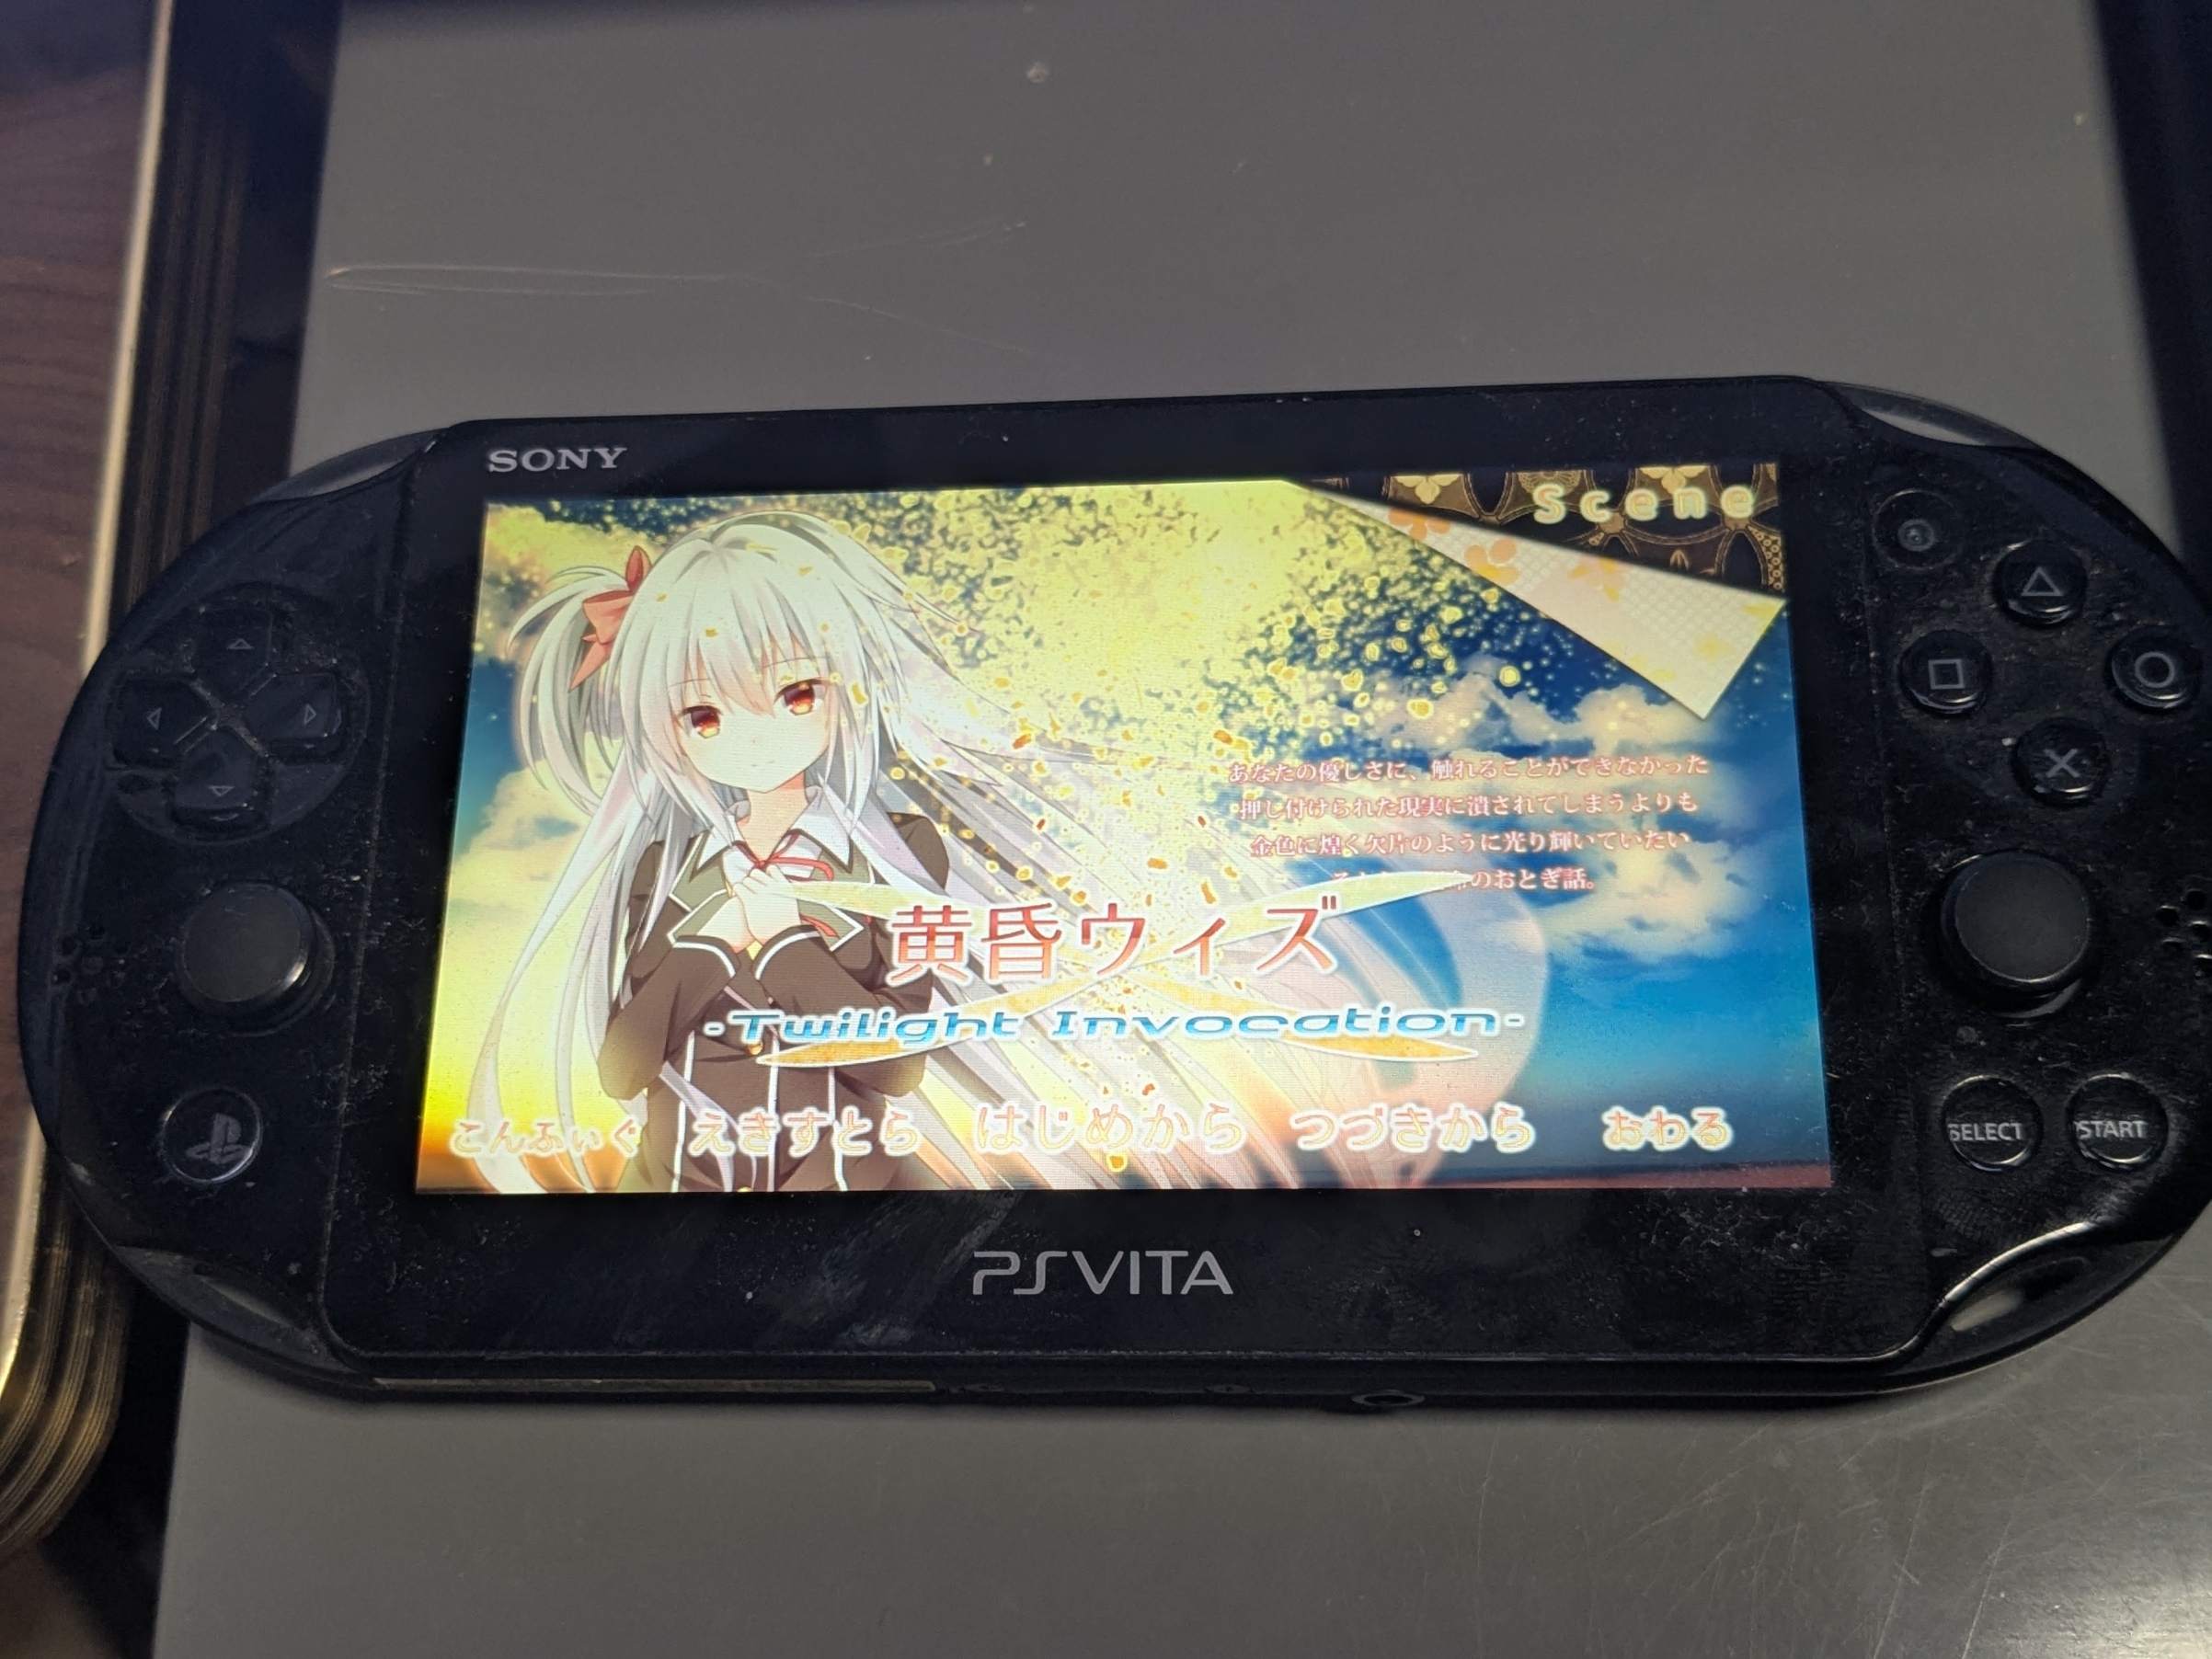 SONY
Scene
あなたの優しさに、触れることができなかった
押し付けられた現実に潰されてしまうよりも
金色に煌く欠片のように光り輝いていたい
のおとぎ話。
黄昏ウィズ
-Twilight Invocation-
こんふぃぐ えきすとら はじめから つづきから おわる
SELECT START
PSVITA